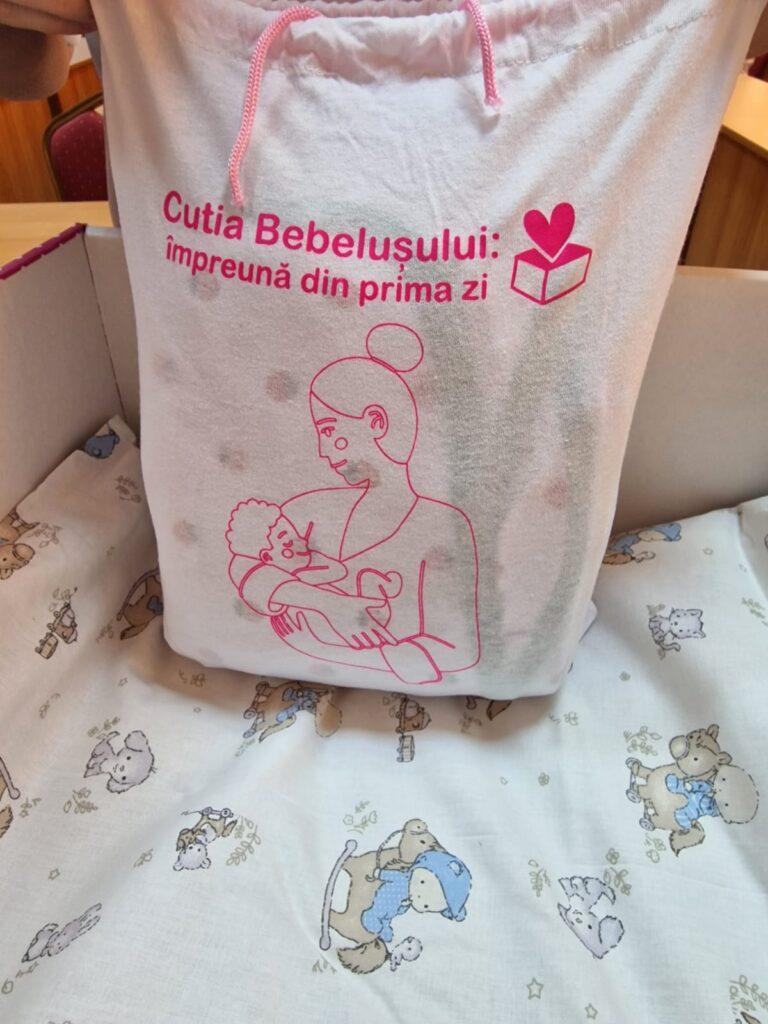 Cutia Bebelușului:
împreună din prima zi